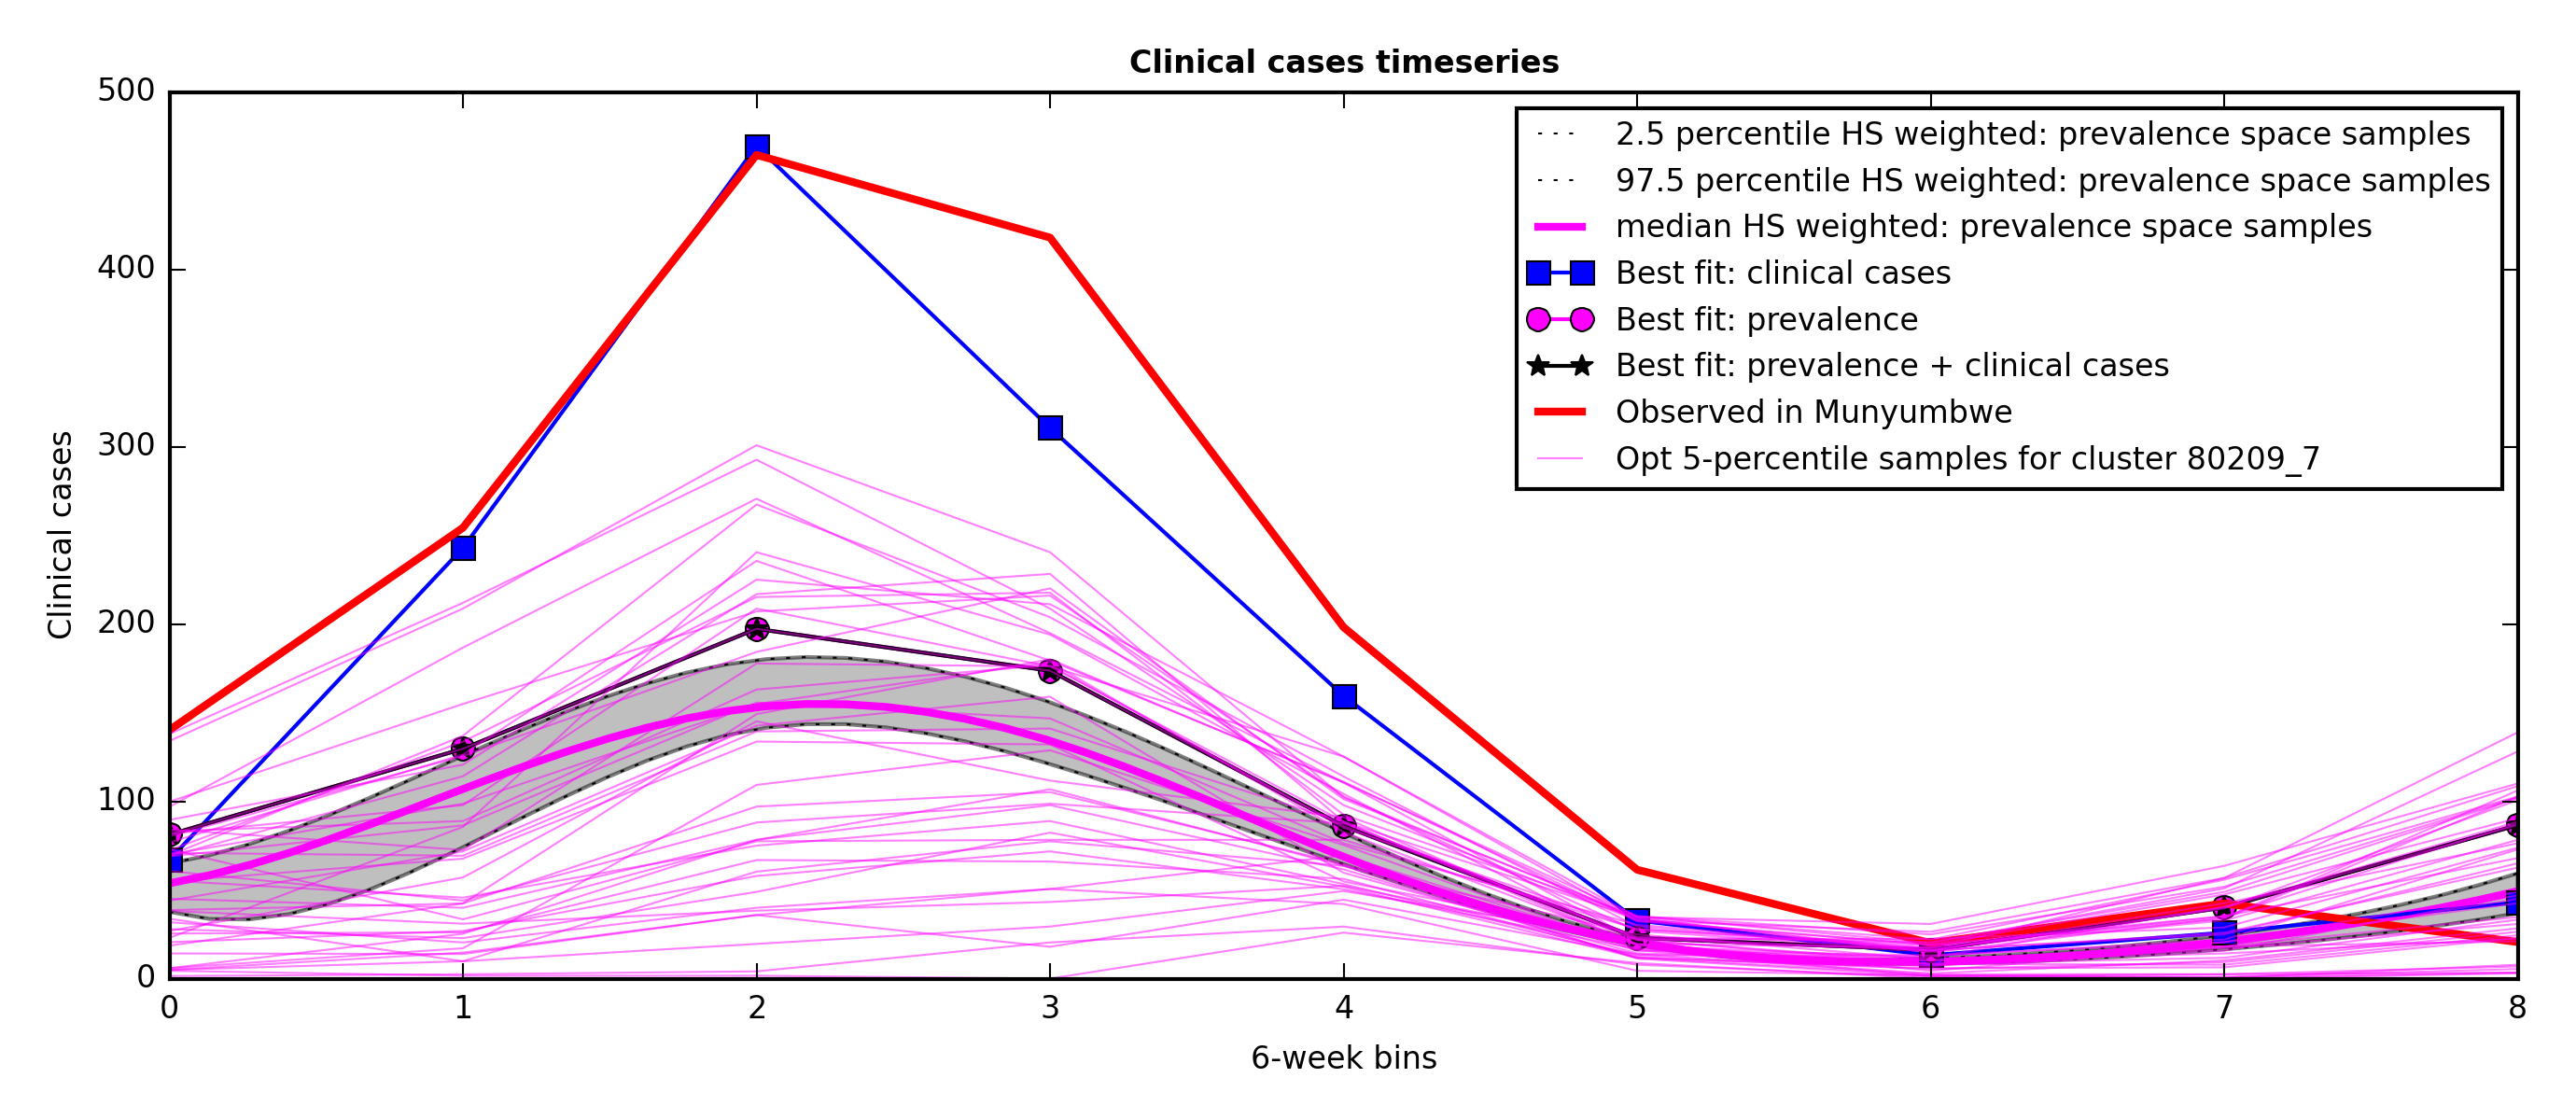 Clinical cases timeseries
500
400
300
200
100
0
Clinical cases
2.5 percentile HS weighted: prevalence space samples
97.5 percentile HS weighted: prevalence space samples
median HS weighted: prevalence space samples
Best fit: clinical cases
Best fit: prevalence
Best fit: prevalence + clinical cases
Observed in Munyumbwe
Opt 5-percentile samples for cluster 80209_7
0 1 2 3 4 5 6 7 8
6-week bins